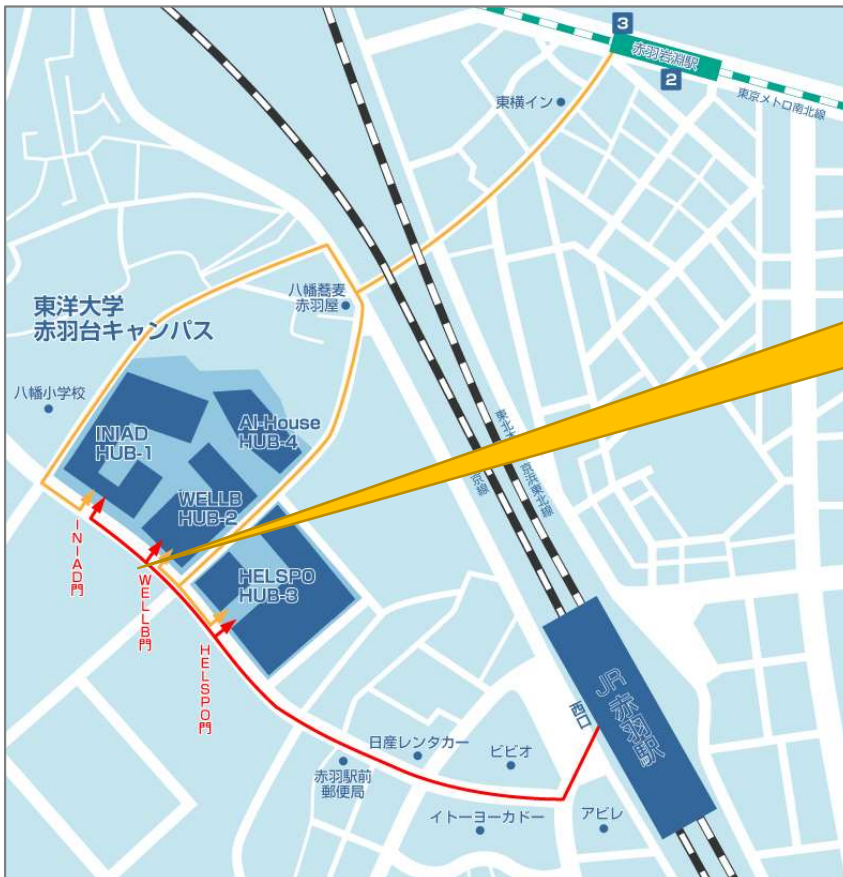 3
赤羽岩淵駅
2
東京メトロ南北線
東横イン
八幡蕎麦
赤羽屋
東洋大学
赤羽台キャンパス
八幡小学校
INIAD
HUB-1
AI-House
HUB-4
WELLB
HUB-2
HELSPO
HUB-3
INIAD門
WELLB門
HELSPO門
京線
東北本
京浜東北線
JR 赤羽駅
西口
日産レンタカー
ビビオ
赤羽駅前
郵便局
イトーヨーカドー
アビレ